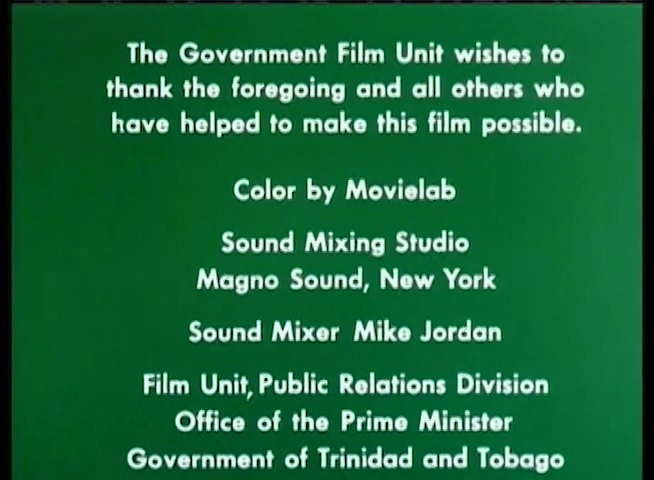 The Government Film Unit wishes to
thank the foregoing and all others who
have helped to make this film possible.
Color by Movielab
Sound Mixing Studio
Magno Sound, New York
Sound Mixer Mike Jordan
Film Unit, Public Relations Division
Office of the Prime Minister
Government of Trinidad and Tobago